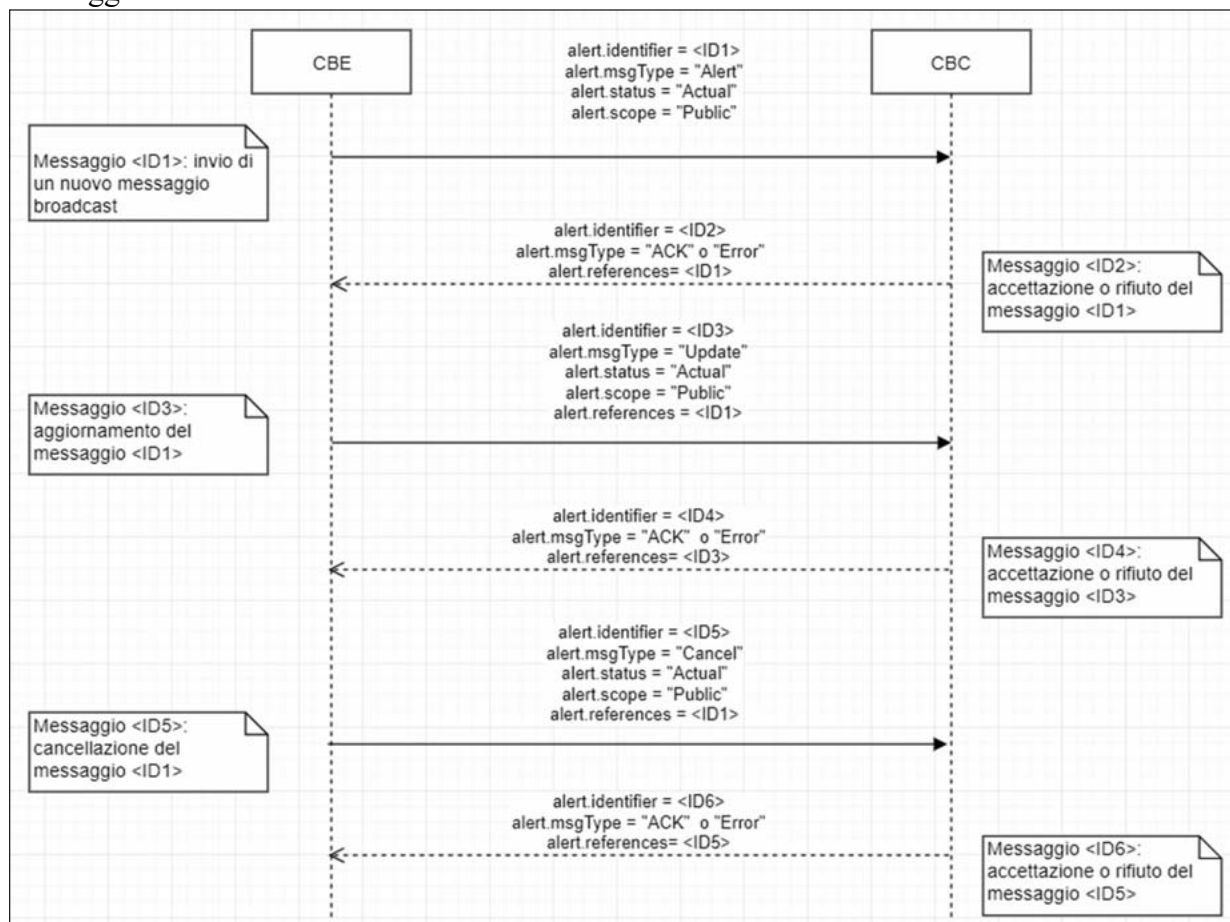 CBE
CBC
alert.identifier = <ID1>
alert.msgType = "Alert"
alert.status = "Actual"
alert.scope = "Public"
Messaggio <ID1>: invio di
un nuovo messaggio
broadcast
alert.identifier = <ID2>
alert.msgType = "ACK" o "Error"
alert.references= <ID1>
Messaggio <ID2>:
accettazione o rifiuto del
messaggio <ID1>
alert.identifier = <ID3>
alert.msgType = "Update"
alert.status = "Actual"
alert.scope = "Public"
alert.references = <ID1>
Messaggio <ID3>:
aggiornamento del
messaggio <ID1>
alert.identifier = <ID4>
alert.msgType = "ACK" o "Error"
alert.references= <ID3>
Messaggio <ID4>:
accettazione o rifiuto del
messaggio <ID3>
alert.identifier = <ID5>
alert.msgType = "Cancel"
alert.status = "Actual"
alert.scope = "Public"
alert.references = <ID1>
Messaggio <ID5>:
cancellazione del
messaggio <ID1>
alert.identifier = <ID6>
alert.msgType = "ACK" o "Error"
alert.references= <ID5>
Messaggio <ID6>:
accettazione o rifiuto del
messaggio <ID5>